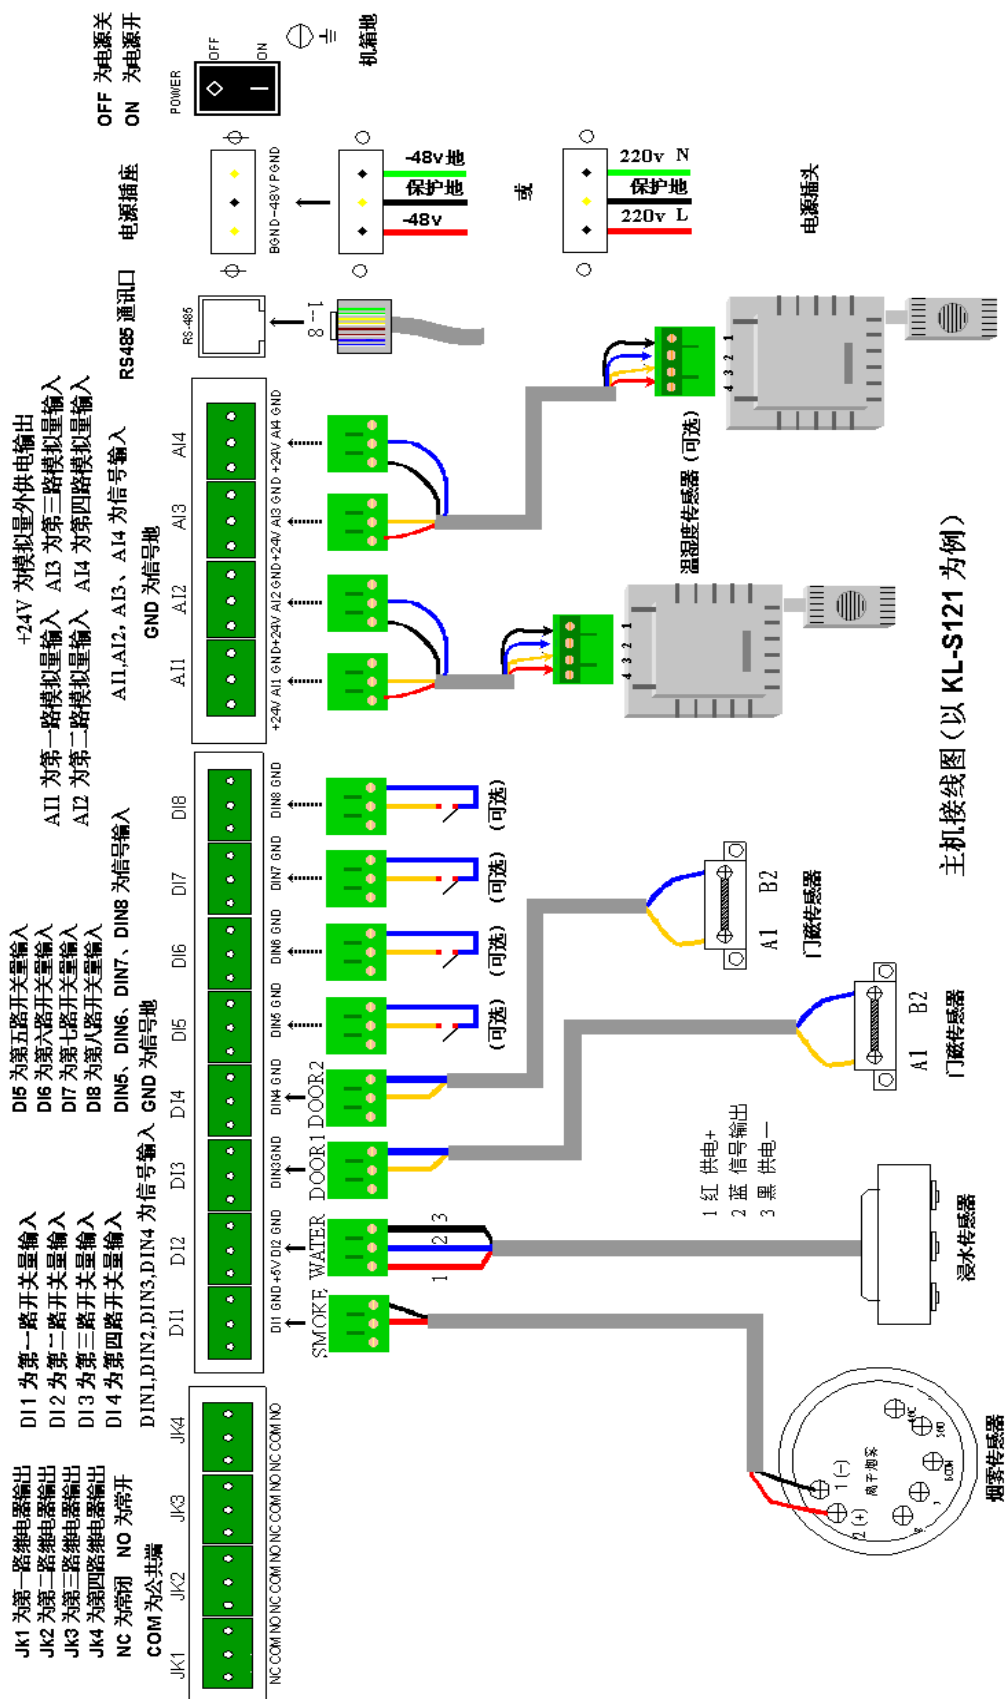 Jk1 为第一路继电器输出
Jk2 为第二路继电器输出
Jk3 为第三路继电器输出
Jk4 为第四路继电器输出
NC 为常闭 NO 为常开
COM 为公共端
DI1 为第一路开关量输入
DI2 为第二路开关量输入
DI3 为第三路开关量输入
DI4 为第四路开关量输入
DIN1,DIN2,DIN3,DIN4 为信号输入
DI5 为第五路开关量输入
DI6 为第六路开关量输入
DI7 为第七路开关量输入
DI8 为第八路开关量输入
DIN5、DIN6、DIN7、DIN8 为信号输入
GND 为信号地
+24V 为模拟量外供电输出
AI1 为第一路模拟量输入 AI3 为第三路模拟量输入
AI2 为第二路模拟量输入 AI4 为第四路模拟量输入
AI1,AI2, AI3、AI4 为信号输入
GND 为信号地
RS485 通讯口
电源插座
OFF 为电源关
ON 为电源开
JK1 JK2 JK3 JK4
DI1 DI2 DI3 DI4 DI5 DI6 DI7 DI8
AI1 AI2 AI3 AI4
RS-485
POWER
OFF
ON
机箱地
NC COM NO NC COM NO NC COM NO NC COM NO
DI1 GND +5V DI2 GND DIN3GND DIN4 GND DIN5 GND DIN6 GND DIN7 GND DIN8 GND
+24V AI1 GND+24V AI2 GND+24V AI3 GND +24V AI4 GND
BGND-48V PGND
SMOKE WATER DOOR1 DOOR2
8--1
-48v 地
保护地
-48v
或
220v N
保护地
220v L
电源插头
1 2 3
(可选) (可选) (可选) (可选)
4 3 2 1
4 3 2 1
温湿度传感器 (可选)
1 红 供电+
2 蓝 信号输出
3 黑 供电一
A1 B2
门磁传感器
A1 B2
门磁传感器
浸水传感器
1 (-)
2 (+)
离子烟雾
烟雾传感器
主机接线图 (以 KL-S121 为例)